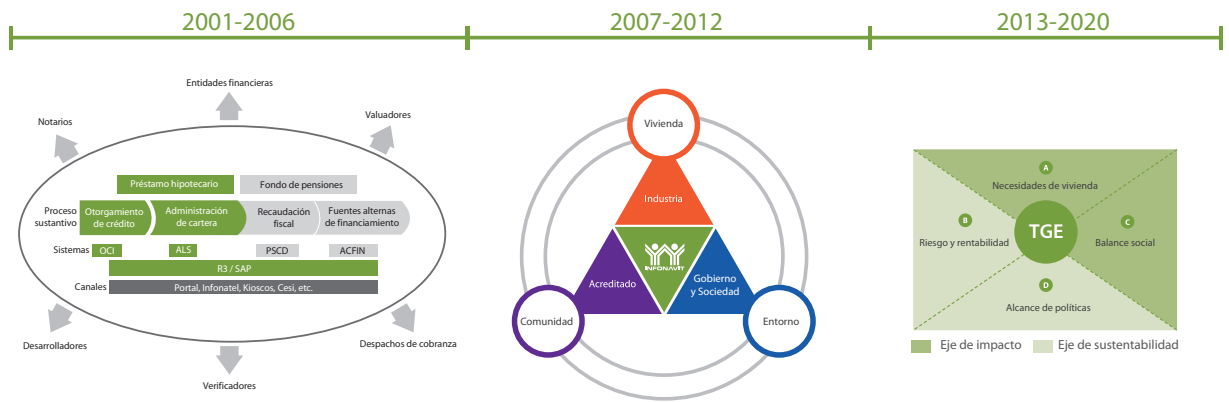 2001-2006
2007-2012
2013-2020
Entidades financieras
Notarios
Valuadores
Préstamo hipotecario
Fondo de pensiones
Proceso
sustantivo
Otorgamiento
de crédito
Administración
de cartera
Recaudación
fiscal
Fuentes alternas
de financiamiento
Sistemas
OCI
ALS
PSCD
ACFIN
R3 / SAP
Canales
Portal, Infonatel, Kioscos, Cesi, etc.
Desarrolladores
Despachos de cobranza
Verificadores
Vivienda
Industria
INFONAVIT
Acreditado
Gobierno
y Sociedad
Comunidad
Entorno
A
Necesidades de vivienda
B
Riesgo y rentabilidad
TGE
C
Balance social
D
Alcance de políticas
Eje de impacto
Eje de sustentabilidad